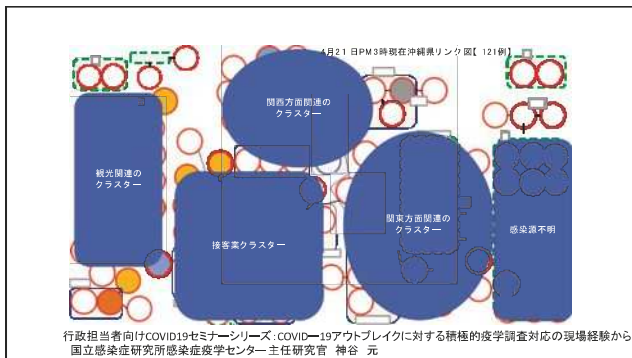 4月21日PM3時現在沖縄県リンク図【 121例】
関西方面関連の
クラスター
観光関連の
クラスター
接客業クラスター
関東方面関連の
クラスター
感染源不明
行政担当者向けCOVID19セミナーシリーズ:COVID―19アウトブレイクに対する積極的疫学調査対応の現場経験から
国立感染症研究所感染症疫学センター主任研究官 神谷 元